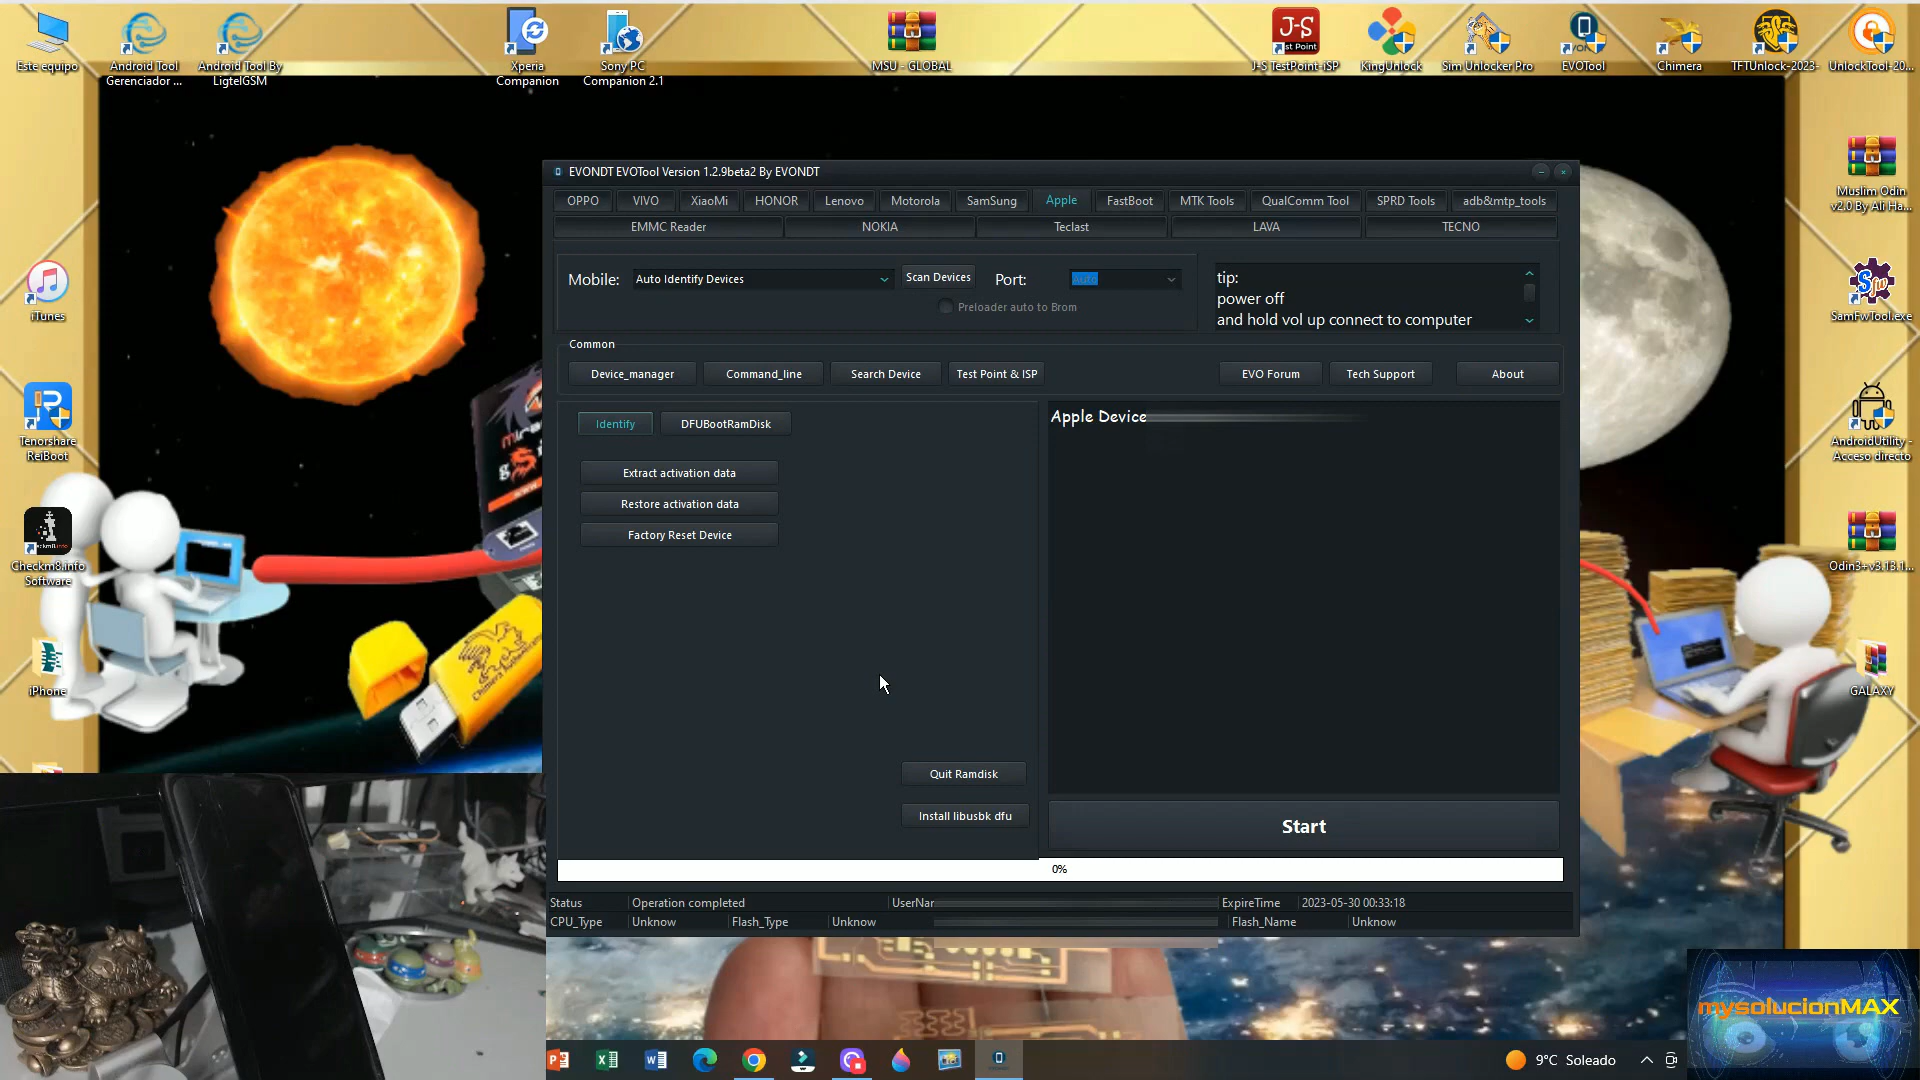 Este equipo
Android Tool
Gerenciador ...
Android Tool By
LigtelGSM
Xperia
Companion
Sony PC
Companion 2.1
MSU - GLOBAL
J-S
st Point
J-S TestPoint-iSP
KingUnlock
Sim Unlocker Pro
EVOTool
Chimera
TFTUnlock-2023-
UnlockTool-20...
iTunes
Tenorshare
ReiBoot
Checkm8.info
Software
iPhone
Muslim Odin
v2.0 By Ali Ha...
SamFwTool.exe
AndroidUtility -
Acceso directo
Odin3+v3.13.1...
GALAXY
EVONDT EVOTool Version 1.2.9beta2 By EVONDT
OPPO VIVO XiaoMi HONOR Lenovo Motorola SamSung Apple FastBoot MTK Tools QualComm Tool SPRD Tools adb&mtp_tools
EMMC Reader NOKIA Teclast LAVA TECNO
Mobile: Auto Identify Devices Scan Devices Port: Auto
Preloader auto to Brom
tip:
power off
and hold vol up connect to computer
Common
Device_manager Command_line Search Device Test Point & ISP EVO Forum Tech Support About
Identify DFUBootRamDisk
Extract activation data
Restore activation data
Factory Reset Device
Apple Device
Quit Ramdisk
Install libusbk dfu
Start
0%
Status Operation completed UserNar ExpireTime 2023-05-30 00:33:18
CPU_Type Unknow Flash_Type Unknow Flash_Name Unknow
mysolucionMAX
9°C Soleado